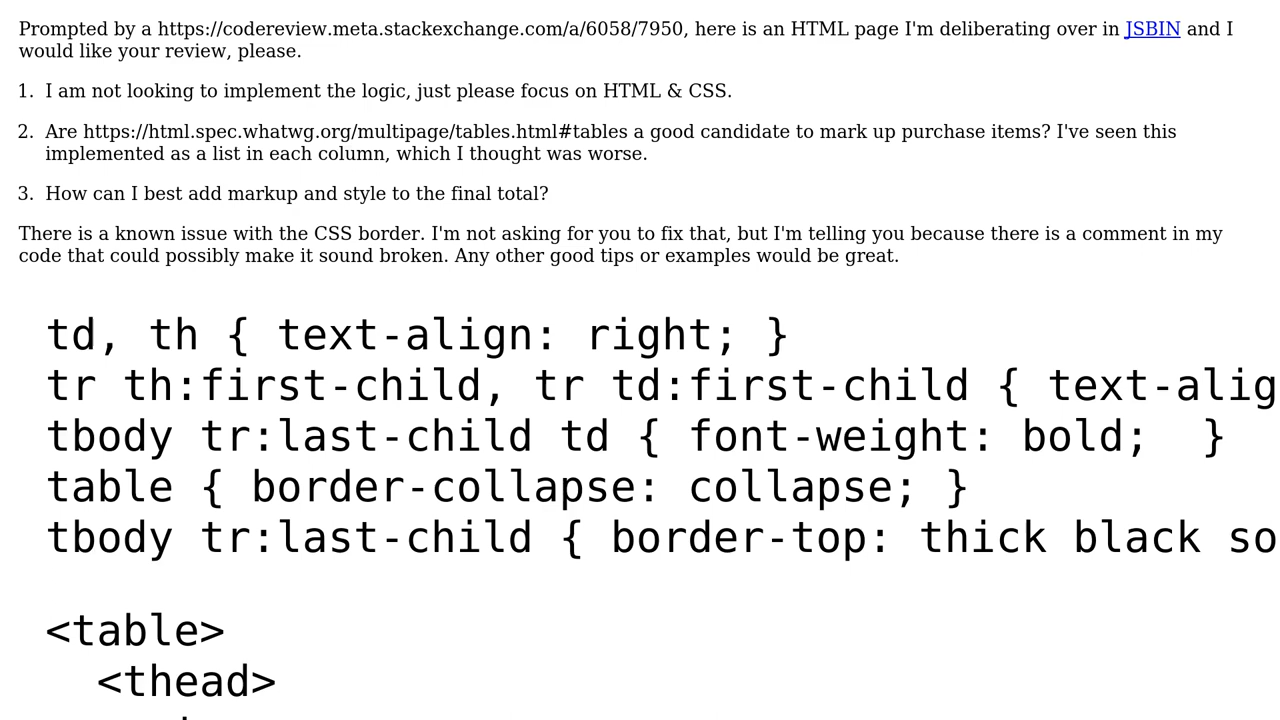 Prompted by a https://codereview.meta.stackexchange.com/a/6058/7950, here is an HTML page I'm deliberating over in JSBIN and I
would like your review, please.
1. I am not looking to implement the logic, just please focus on HTML & CSS.
2. Are https://html.spec.whatwg.org/multipage/tables.html#tables a good candidate to mark up purchase items? I've seen this
implemented as a list in each column, which I thought was worse.
3. How can I best add markup and style to the final total?
There is a known issue with the CSS border. I'm not asking for you to fix that, but I'm telling you because there is a comment in my
code that could possibly make it sound broken. Any other good tips or examples would be great.
td, th { text-align: right; }
tr th:first-child, tr td:first-child { text-alig
tbody tr:last-child td { font-weight: bold;  }
table { border-collapse: collapse; }
tbody tr:last-child { border-top: thick black so
<table>
  <thead>